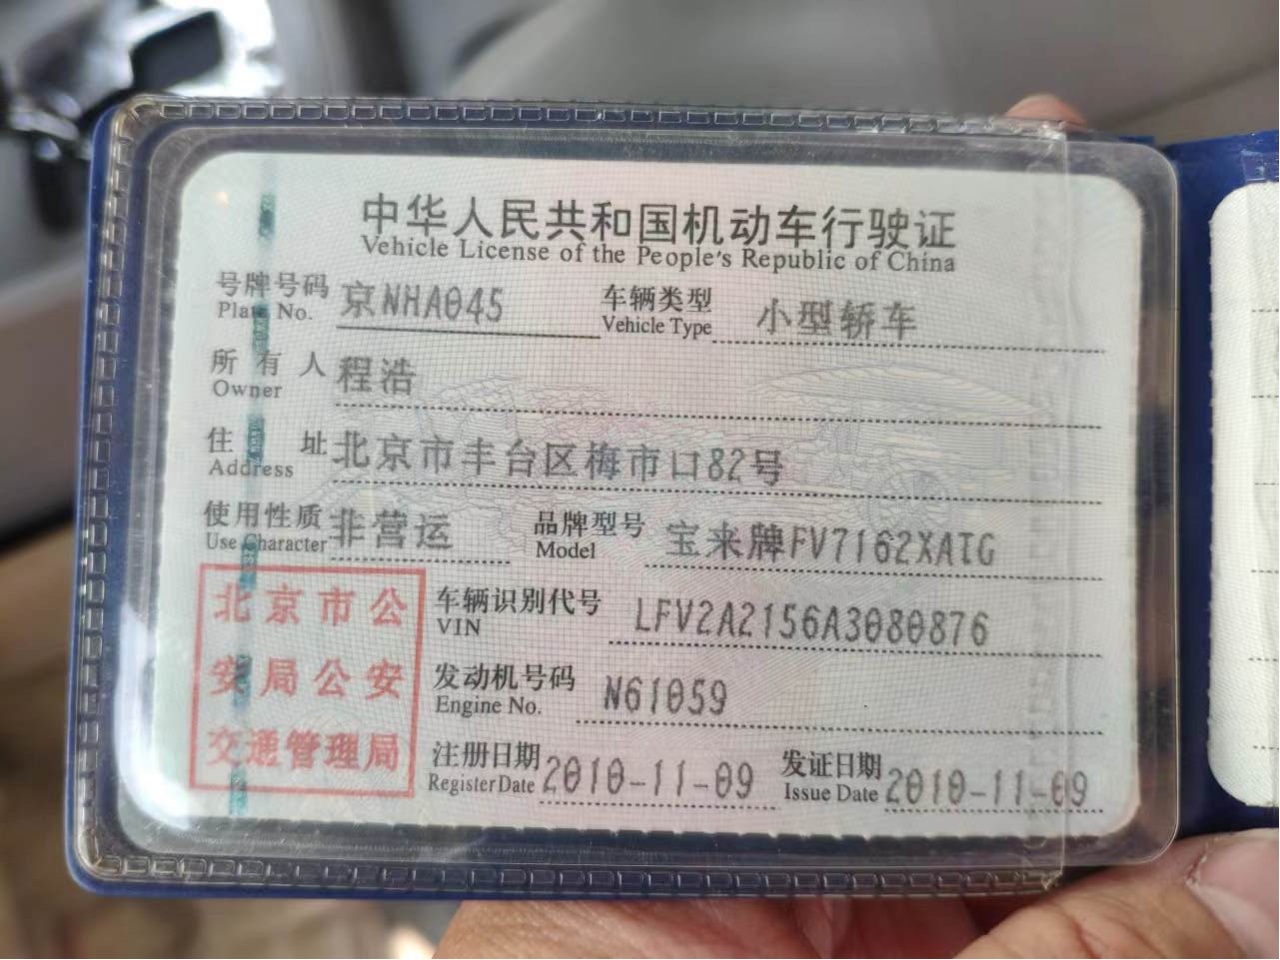 中华人民共和国机动车行驶证
Vehicle License of the People's Republic of China
号牌号码 京NHA045 车辆类型 小型轿车
Plate No. Vehicle Type
所有人 程浩
Owner
住址 北京市丰台区梅市口82号
Address
使用性质 非营运 品牌型号 宝来牌FV7162XATG
Use Character Model
北京市公
安局公安
交通管理局
车辆识别代号 LFV2A2156A3080876
VIN
发动机号码 N61059
Engine No.
注册日期 2010-11-09 发证日期 2010-11-09
Register Date Issue Date